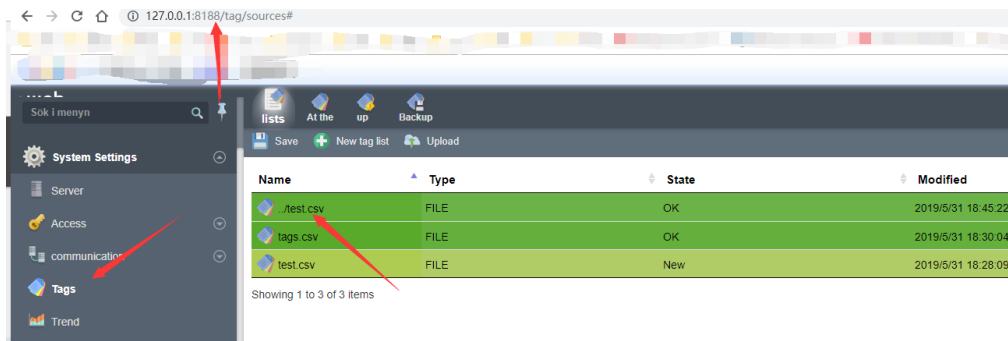 127.0.0.1:8188/tag/sources#
Sök i menyn
lists At the up Backup
Save New tag list Upload
System Settings
Server
Access
communication
Tags
Trend
Name Type State Modified
../test.csv FILE OK 2019/5/31 18:45:22
tags.csv FILE OK 2019/5/31 18:30:04
test.csv FILE New 2019/5/31 18:28:09
Showing 1 to 3 of 3 items